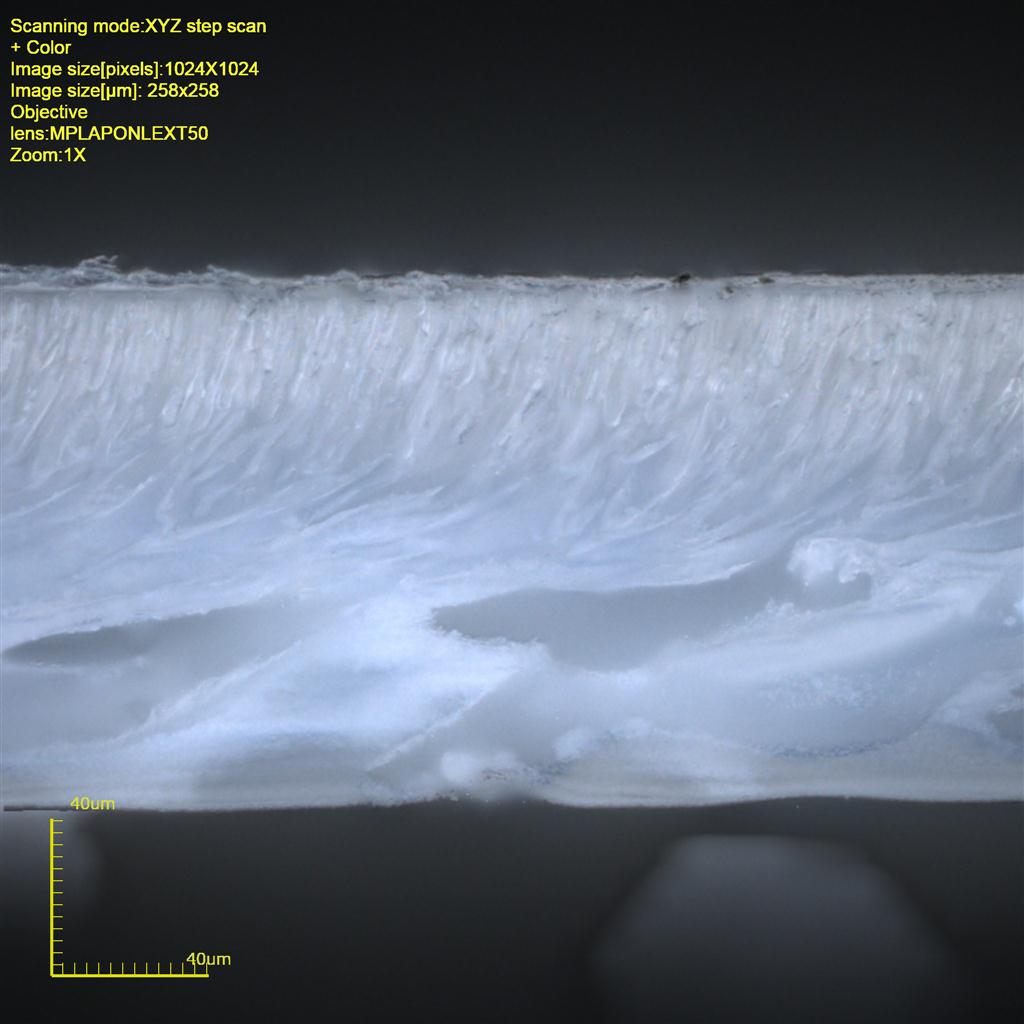 Scanning mode:XYZ step scan
+ Color
Image size[pixels]:1024X1024
Image size[µm]: 258x258
Objective
lens:MPLAPONLEXT50
Zoom:1X
40um
40um